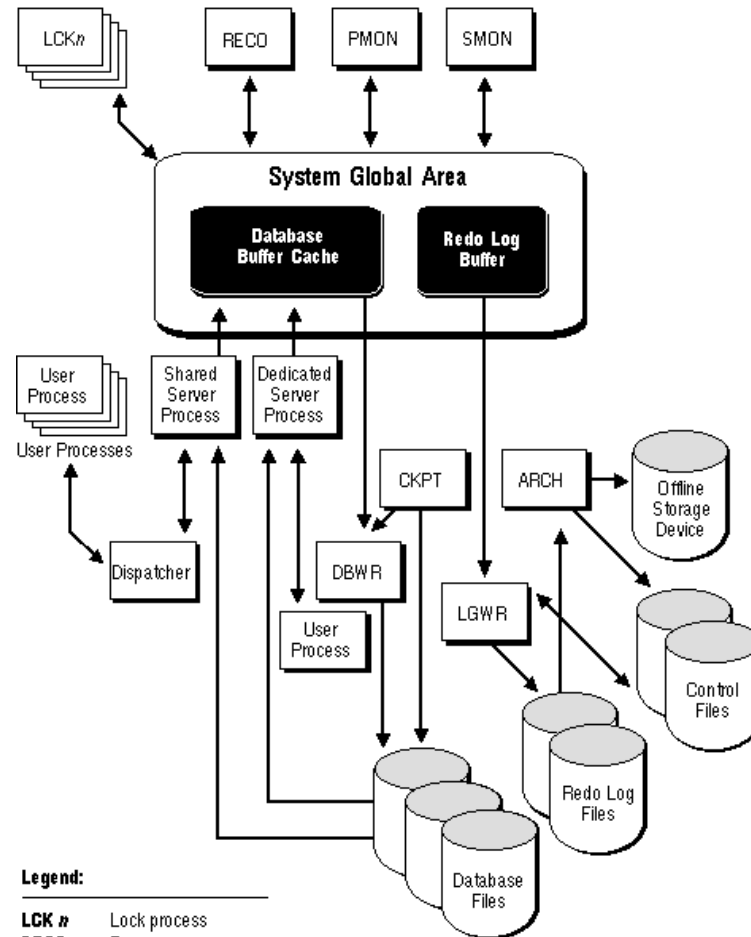 LCKn
RECO
PMON
SMON
System Global Area
Database
Buffer Cache
Redo Log
Buffer
User
Process
User Processes
Shared
Server
Process
Dedicated
Server
Process
CKPT
ARCH
Offline
Storage
Device
Dispatcher
DBWR
User
Process
LGWR
Control
Files
Redo Log
Files
Database
Files
Legend:
LCK n Lock process